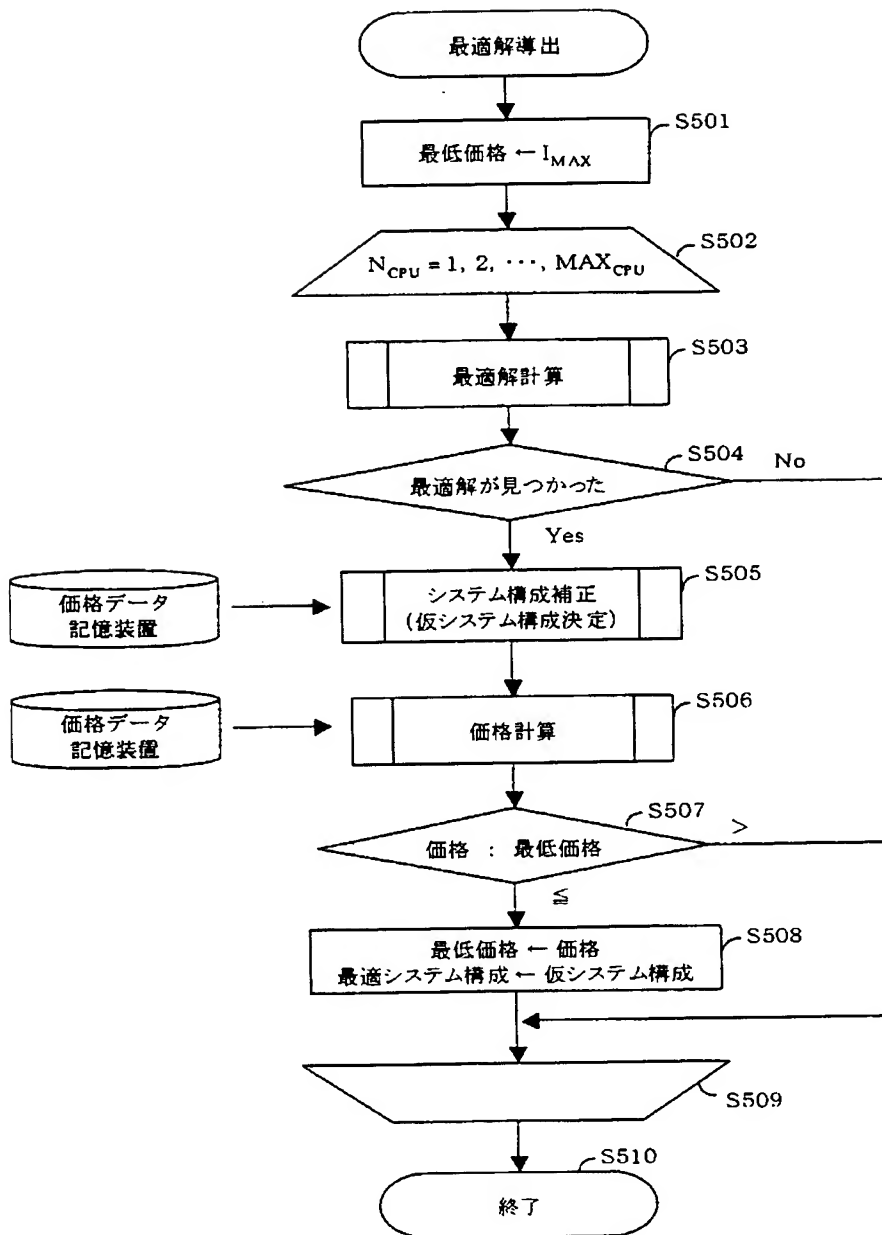 最適解導出
S501
最低価格 ← I_MAX
S502
N_CPU = 1, 2, ･･･, MAX_CPU
S503
最適解計算
S504
No
最適解が見つかった
Yes
S505
価格データ
記憶装置
システム構成補正
(仮システム構成決定)
S506
価格データ
記憶装置
価格計算
S507
>
価格 : 最低価格
≦
S508
最低価格 ← 価格
最適システム構成 ← 仮システム構成
S509
S510
終了